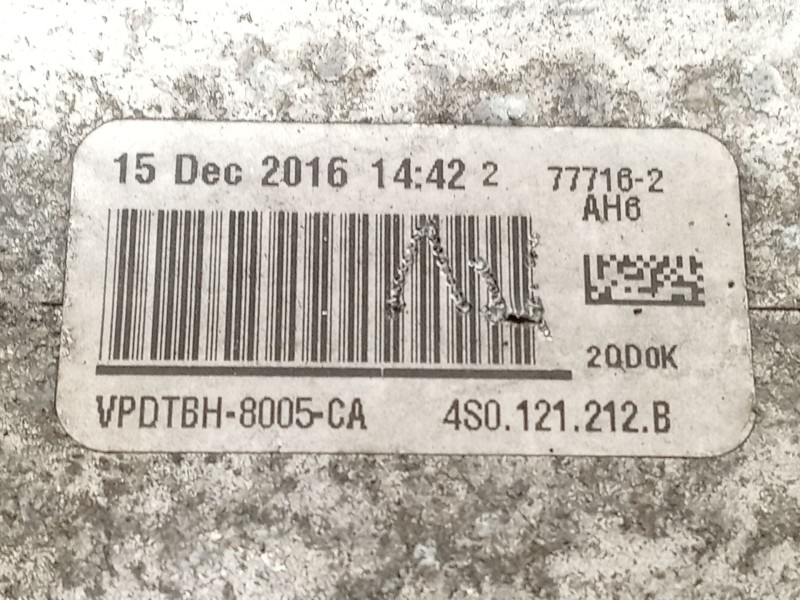 15 Dec 2016 14:42 2
77716-2
AH6
2QD0K
VPDTBH-8005-CA
4S0.121.212.B